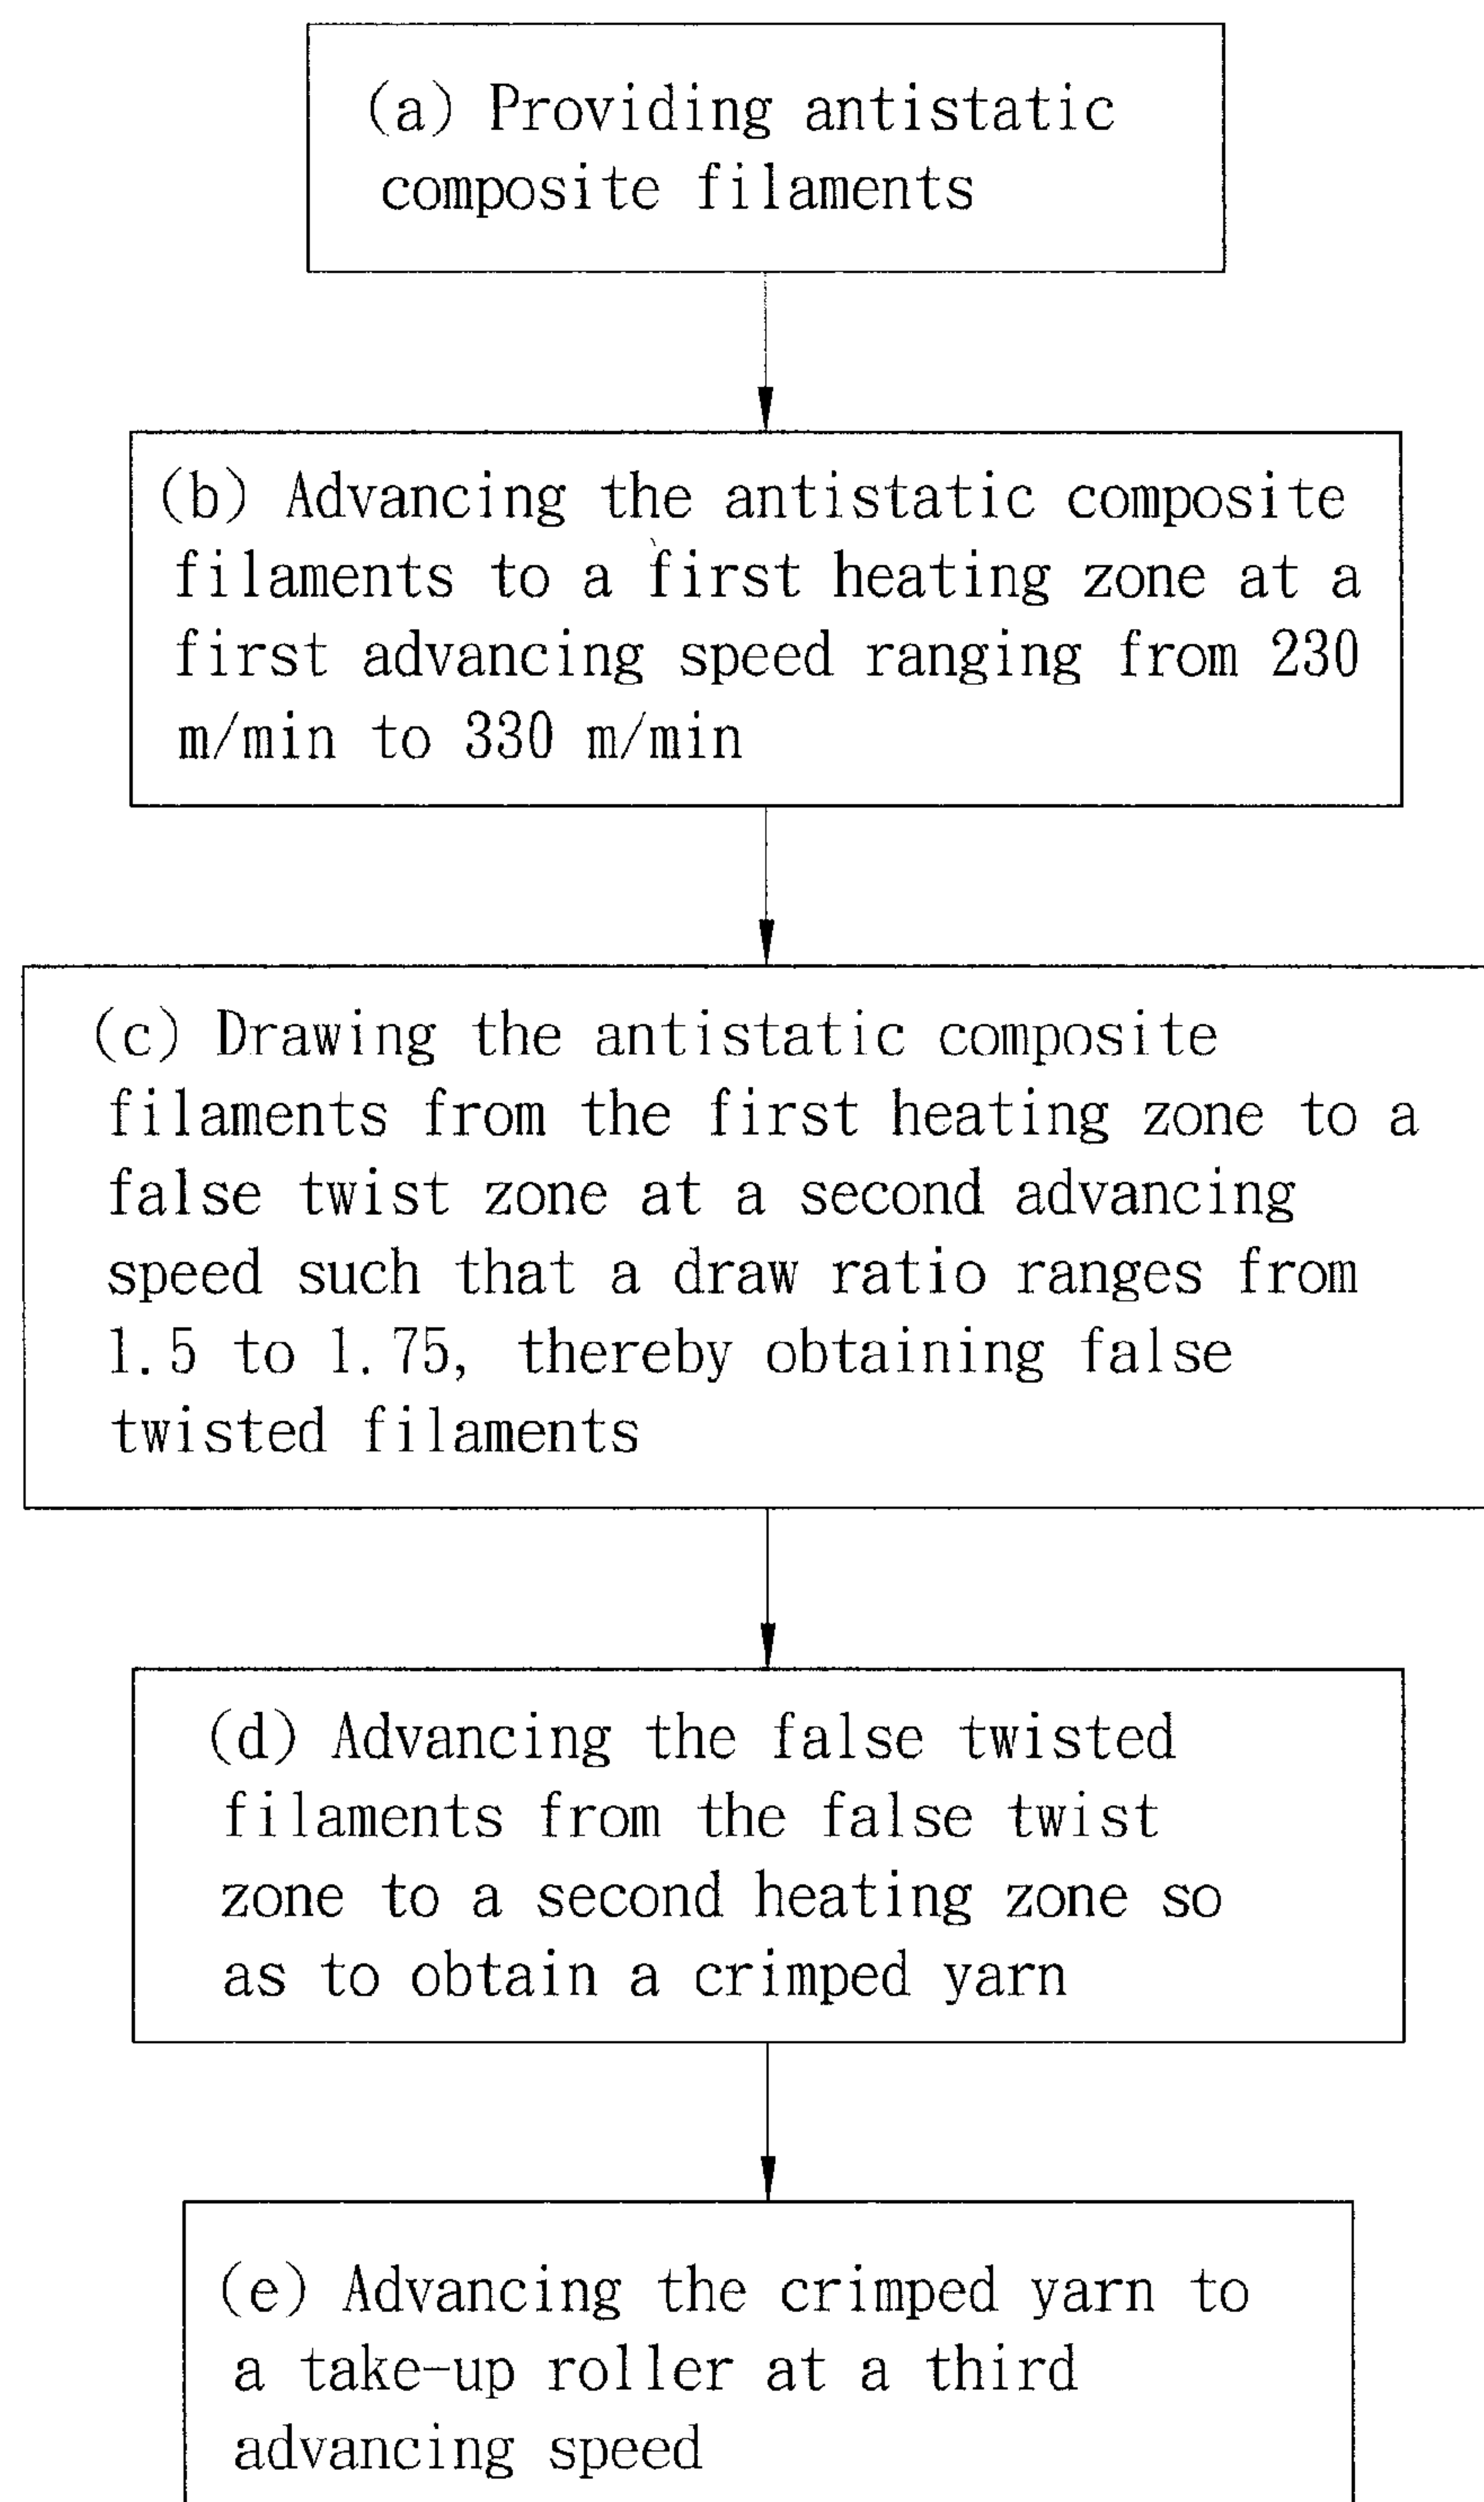 (a) Providing antistatic
composite filaments
(b) Advancing the antistatic composite
filaments to a first heating zone at a
first advancing speed ranging from 230
m/min to 330 m/min
(c) Drawing the antistatic composite
filaments from the first heating zone to a
false twist zone at a second advancing
speed such that a draw ratio ranges from
1.5 to 1.75, thereby obtaining false
twisted filaments
(d) Advancing the false twisted
filaments from the false twist
zone to a second heating zone so
as to obtain a crimped yarn
(e) Advancing the crimped yarn to
a take-up roller at a third
advancing speed